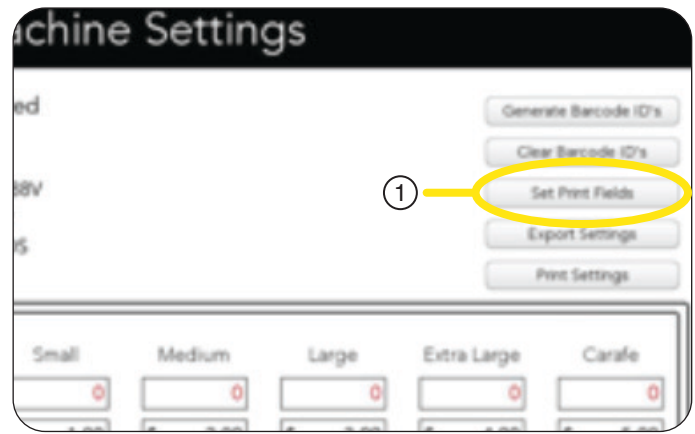 achine Settings
ed
Generate Barcode ID's
Clear Barcode ID's
88V
1
Set Print Fields
Export Settings
Print Settings
Small Medium Large Extra Large Carafe
0 0 0 0 0